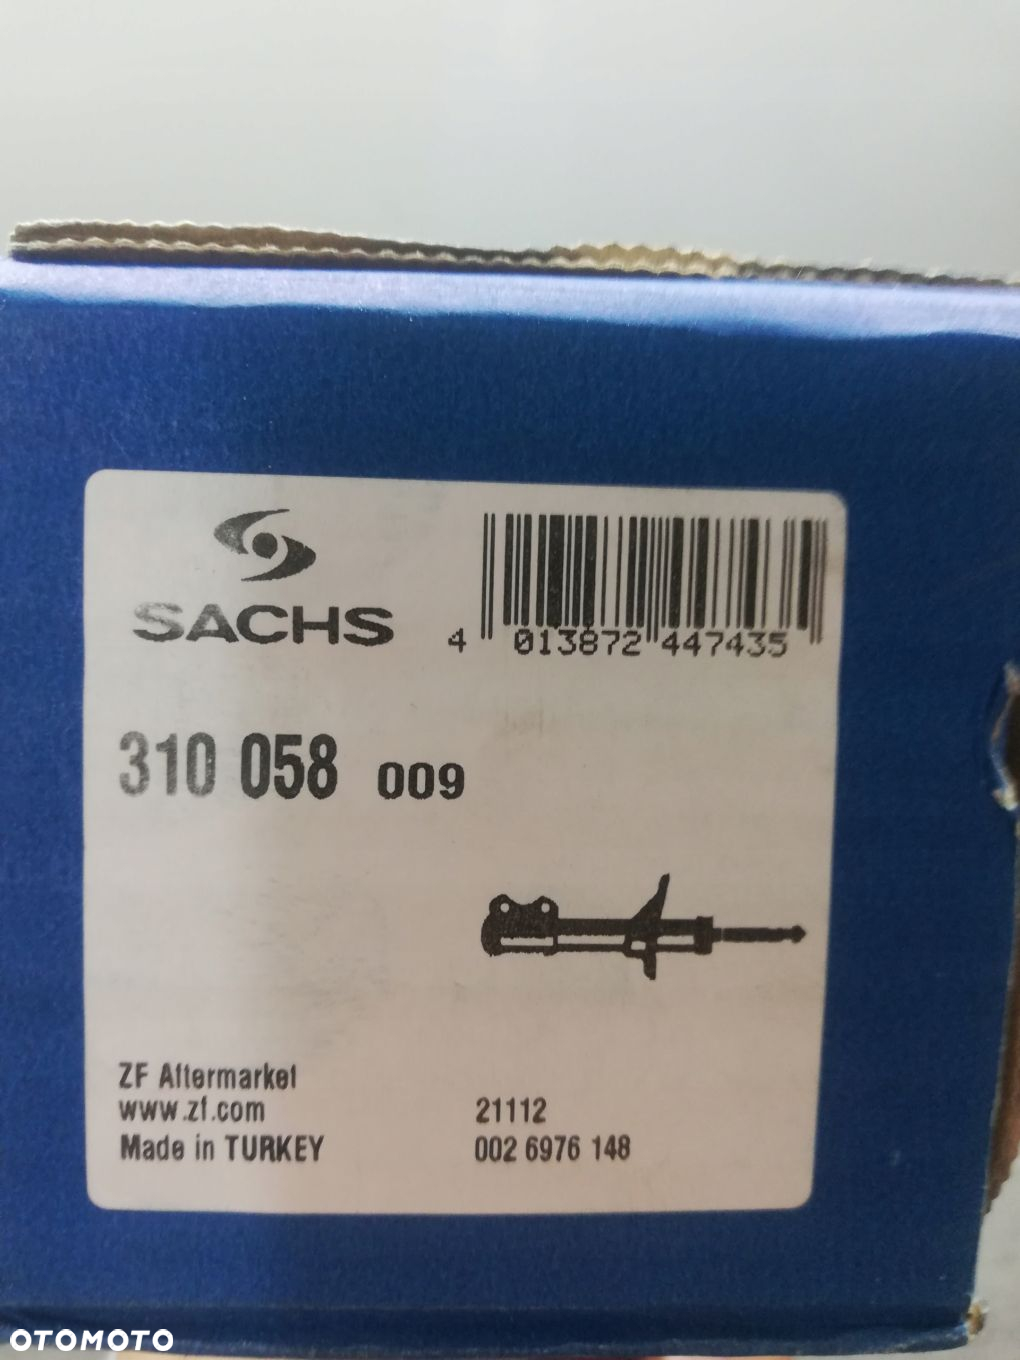 SACHS
4 013872 447435
310 058 009
ZF Aftermarket
www.zf.com
Made in TURKEY
21112
002 6976 148
OTOMOTO